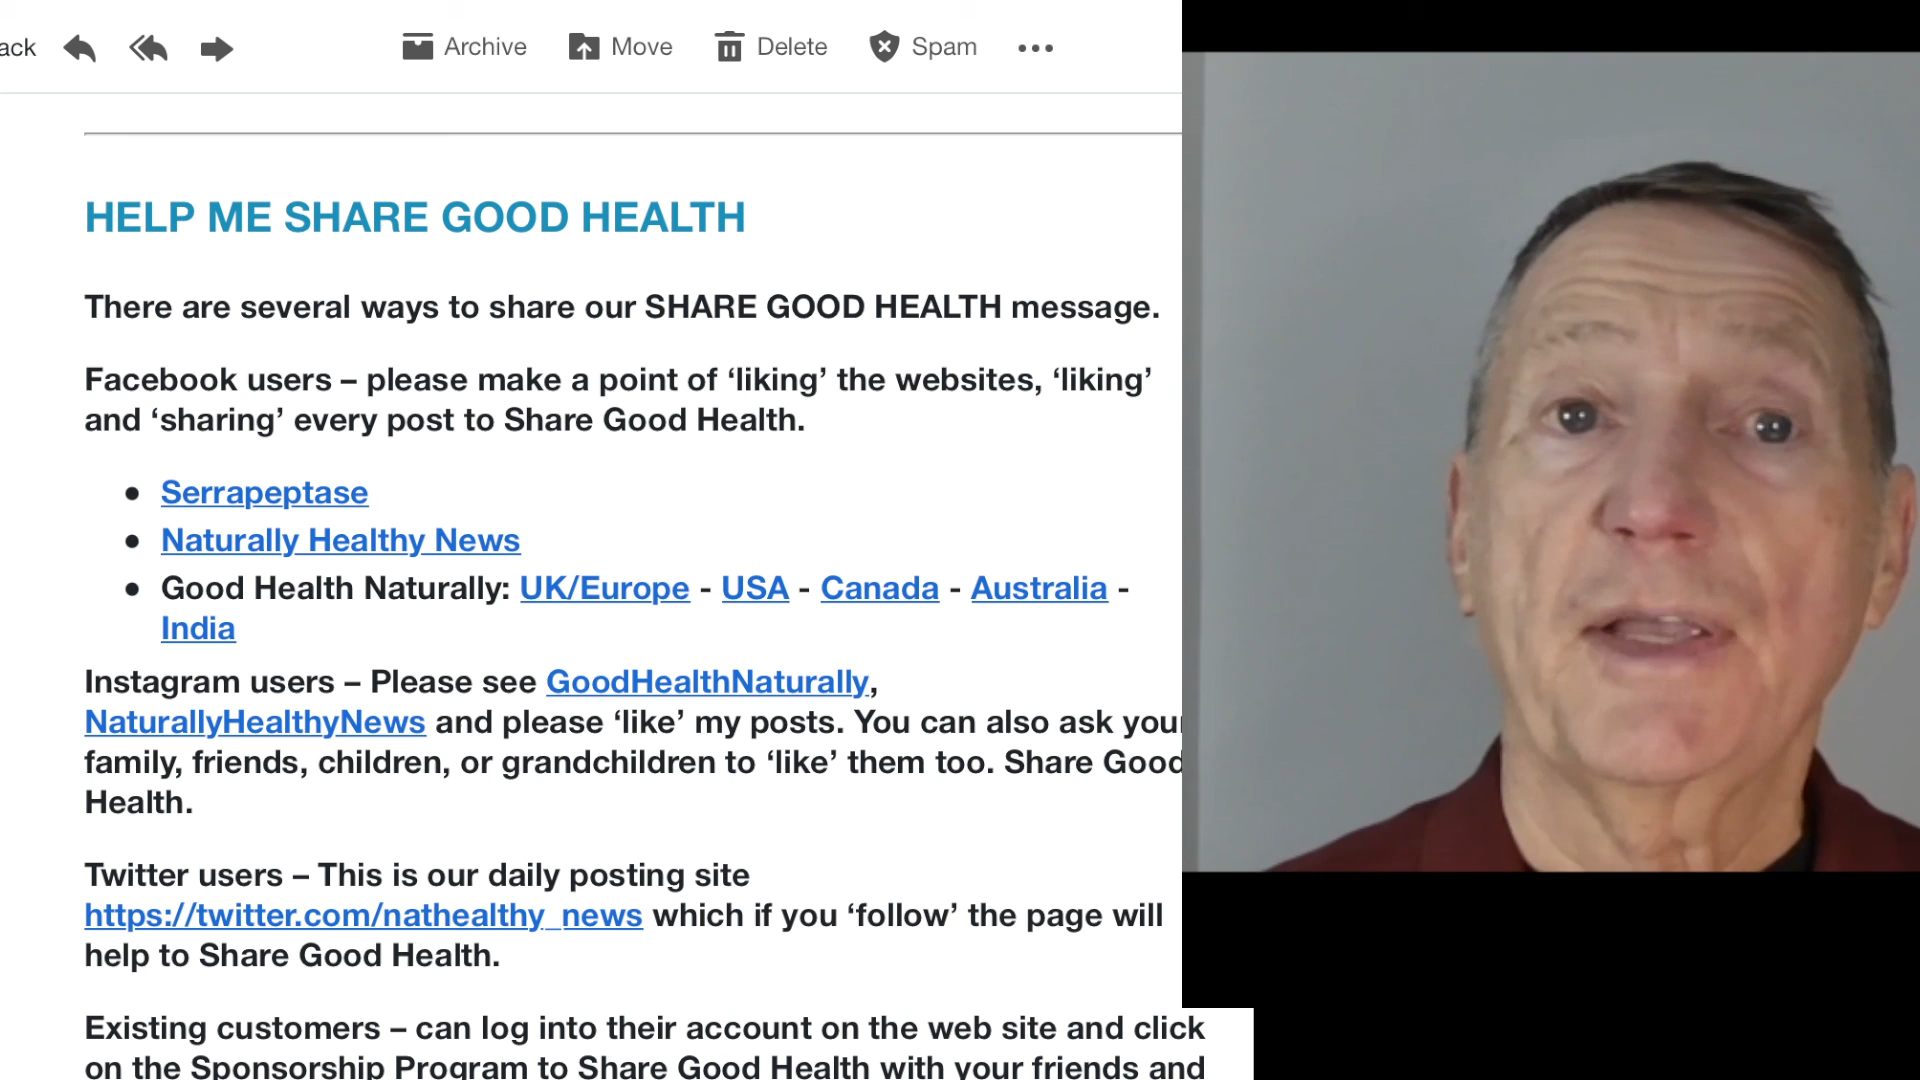 ack Archive Move Delete Spam
HELP ME SHARE GOOD HEALTH
There are several ways to share our SHARE GOOD HEALTH message.
Facebook users – please make a point of ‘liking’ the websites, ‘liking’
and ‘sharing’ every post to Share Good Health.
• Serrapeptase
• Naturally Healthy News
• Good Health Naturally: UK/Europe - USA - Canada - Australia -
India
Instagram users – Please see GoodHealthNaturally,
NaturallyHealthyNews and please ‘like’ my posts. You can also ask your
family, friends, children, or grandchildren to ‘like’ them too. Share Good
Health.
Twitter users – This is our daily posting site
https://twitter.com/nathealthy_news which if you ‘follow’ the page will
help to Share Good Health.
Existing customers – can log into their account on the web site and click
on the Sponsorship Program to Share Good Health with your friends and